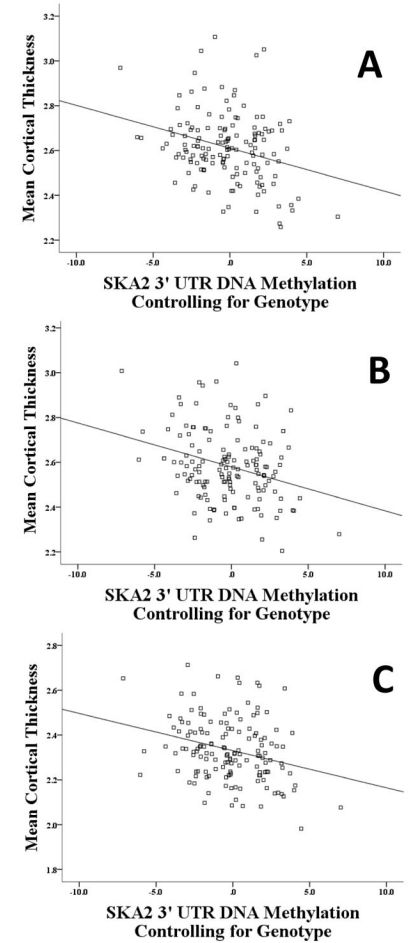 A
Mean Cortical Thickness
3.2
3.0
2.8
2.6
2.4
2.2
-10.0 -5.0 .0 5.0 10.0
SKA2 3' UTR DNA Methylation
Controlling for Genotype
B
Mean Cortical Thickness
3.2
3.0
2.8
2.6
2.4
2.2
-10.0 -5.0 .0 5.0 10.0
SKA2 3' UTR DNA Methylation
Controlling for Genotype
C
Mean Cortical Thickness
2.8
2.6
2.4
2.2
2.0
1.8
-10.0 -5.0 .0 5.0 10.0
SKA2 3' UTR DNA Methylation
Controlling for Genotype